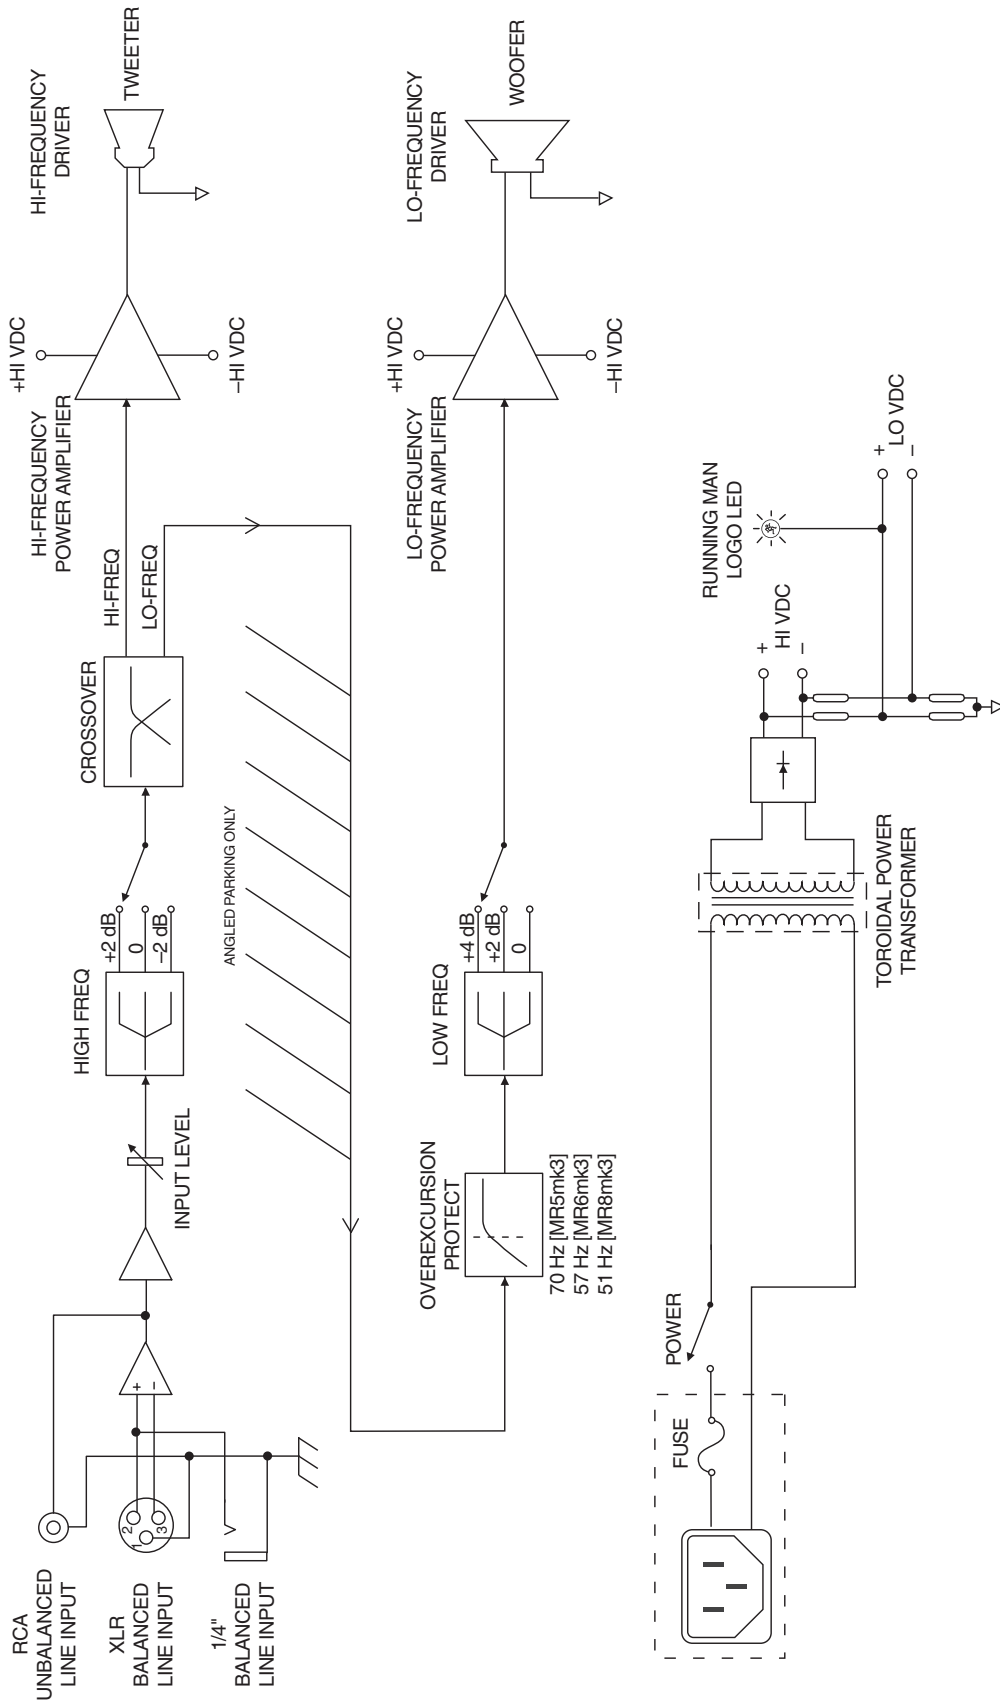 RCA
UNBALANCED
LINE INPUT
XLR
BALANCED
LINE INPUT
1/4"
BALANCED
LINE INPUT
2
1
3
+
–
INPUT LEVEL
HIGH FREQ
+2 dB
0
–2 dB
CROSSOVER
HI-FREQ
LO-FREQ
HI-FREQUENCY
POWER AMPLIFIER
+HI VDC
–HI VDC
HI-FREQUENCY
DRIVER
TWEETER
ANGLED PARKING ONLY
OVEREXCURSION
PROTECT
70 Hz [MR5mk3]
57 Hz [MR6mk3]
51 Hz [MR8mk3]
LOW FREQ
+4 dB
+2 dB
0
LO-FREQUENCY
POWER AMPLIFIER
+HI VDC
–HI VDC
LO-FREQUENCY
DRIVER
WOOFER
FUSE
POWER
TOROIDAL POWER
TRANSFORMER
+
HI VDC
–
RUNNING MAN
LOGO LED
+
LO VDC
–